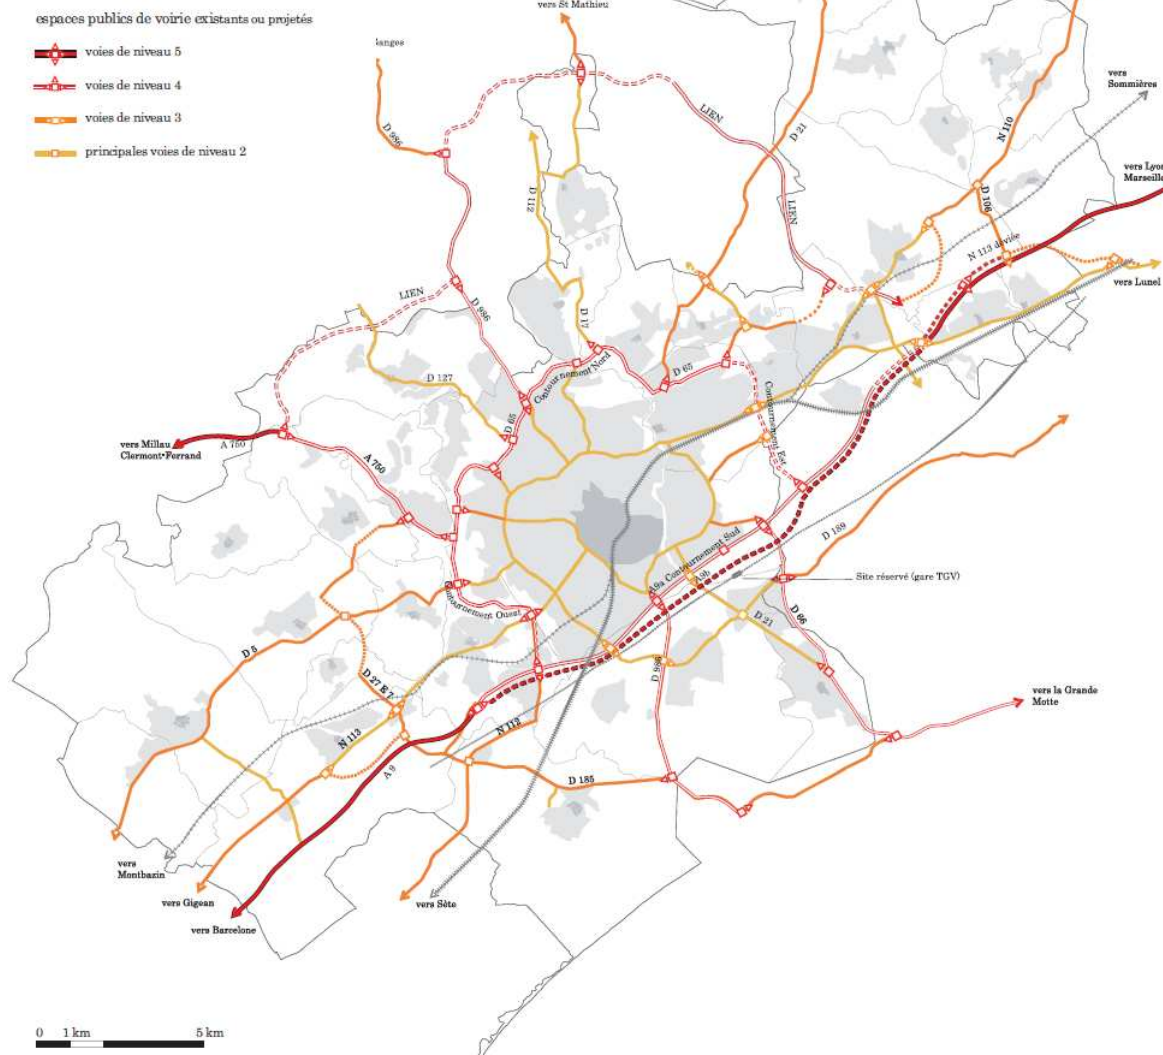 espaces publics de voirie existants ou projetés
voies de niveau 5
voies de niveau 4
voies de niveau 3
principales voies de niveau 2
vers St Mathieu
langes
D 986
LIEN
D 21
N 110
vers
Sommières
vers Lyon
Marseille
D 106
D 112
LIEN
N 113 déviée
vers Lunel
LIEN
D 986
D 17
D 127
Contournement Nord
D 65
D 65
Contournement Est
vers Millau
Clermont•Ferrand
A 750
A 750
D 189
A9a Contournement Sud
A9b
Site réservé (gare TGV)
Contournement Ouest
D 21
D 66
D 5
D 986
D 27 E 7
vers la Grande
Motte
N 113
N 112
A 9
D 185
vers
Montbazin
vers Gigean
vers Sète
vers Barcelone
0 1 km 5 km